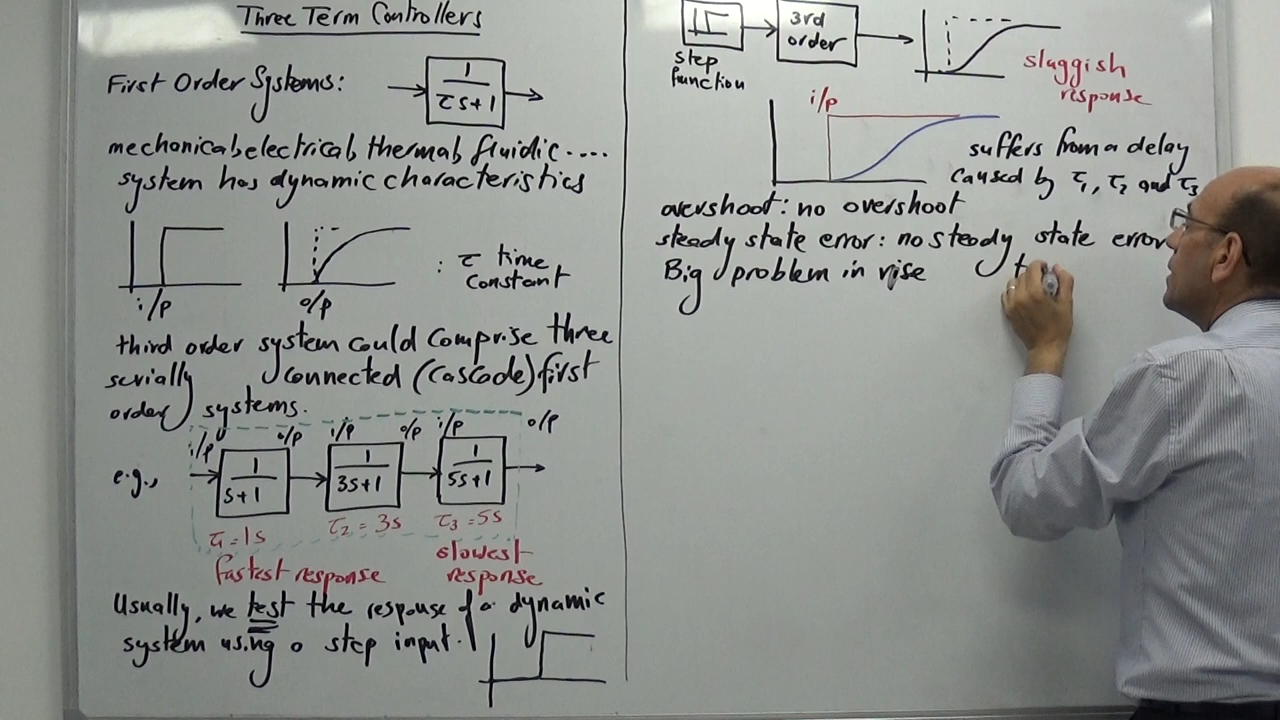 Three Term Controllers
First Order Systems:
1
τs+1
mechanical, electrical, thermal, fluidic ....
system has dynamic characteristics
i/p
o/p
: τ time
constant
third order system could comprise three
serially connected (cascade) first
order systems.
e.g.,
i/p
o/p
i/p
o/p
i/p
o/p
1
s+1
1
3s+1
1
5s+1
τ1=1s
τ2=3s
τ3=5s
fastest response
slowest
response
Usually, we test the response of a dynamic
system using a step input.
step
function
3rd
order
sluggish
response
i/p
suffers from a delay
caused by τ1, τ2 and τ3
overshoot: no overshoot
steady state error: no steady state error
Big problem in rise t